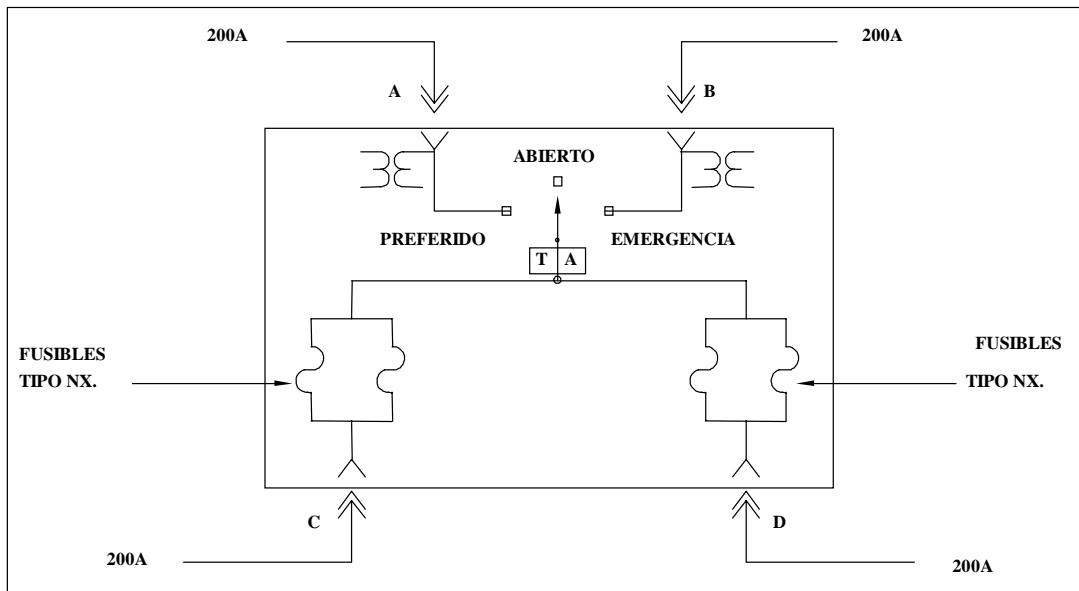 200A
200A
A
B
ABIERTO
PREFERIDO
EMERGENCIA
T A
FUSIBLES
TIPO NX.
FUSIBLES
TIPO NX.
C
D
200A
200A